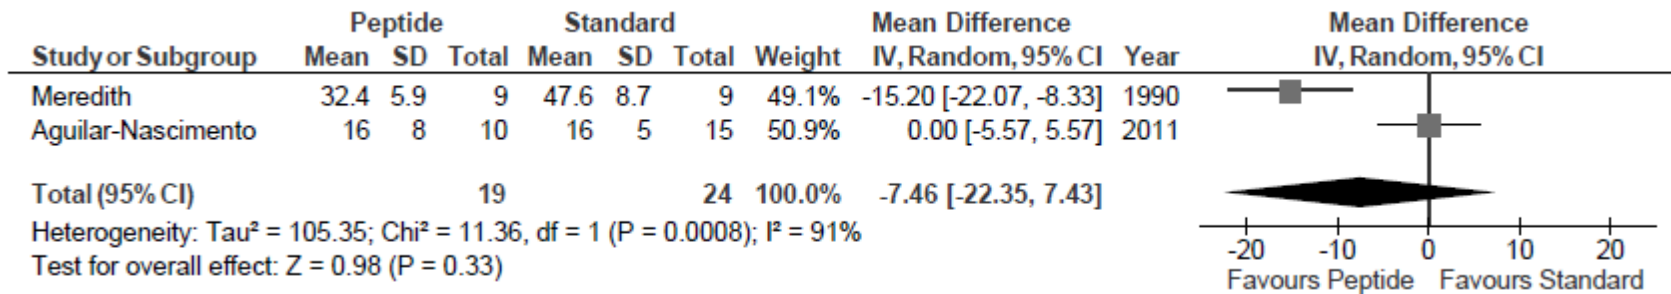 Peptide Standard Mean Difference Mean Difference
Study or Subgroup Mean SD Total Mean SD Total Weight IV, Random, 95% CI Year IV, Random, 95% CI
Meredith 32.4 5.9 9 47.6 8.7 9 49.1% -15.20 [-22.07, -8.33] 1990
Aguilar-Nascimento 16 8 10 16 5 15 50.9% 0.00 [-5.57, 5.57] 2011
Total (95% CI) 19 24 100.0% -7.46 [-22.35, 7.43]
Heterogeneity: Tau² = 105.35; Chi² = 11.36, df = 1 (P = 0.0008); I² = 91%
Test for overall effect: Z = 0.98 (P = 0.33)
-20 -10 0 10 20
Favours Peptide Favours Standard